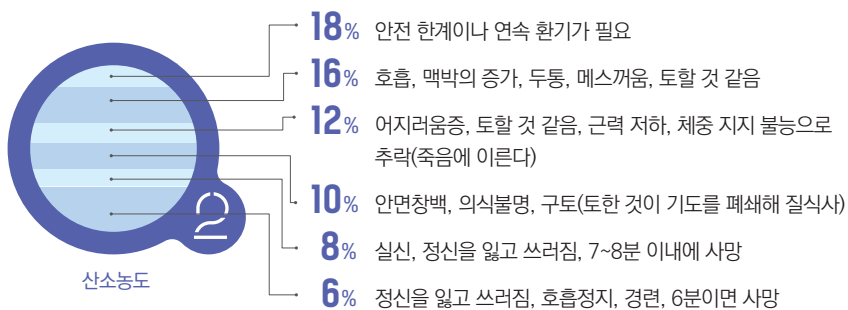 18% 안전 한계이나 연속 환기가 필요
16% 호흡, 맥박의 증가, 두통, 메스꺼움, 토할 것 같음
12% 어지러움증, 토할 것 같음, 근력 저하, 체중 지지 불능으로
추락(죽음에 이른다)
10% 안면창백, 의식불명, 구토(토한 것이 기도를 폐쇄해 질식사)
8% 실신, 정신을 잃고 쓰러짐, 7~8분 이내에 사망
6% 정신을 잃고 쓰러짐, 호흡정지, 경련, 6분이면 사망
산소농도